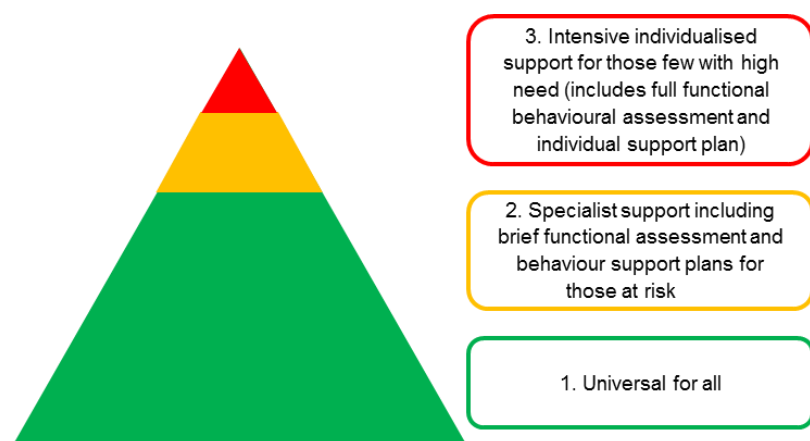 3. Intensive individualised
support for those few with high
need (includes full functional
behavioural assessment and
individual support plan)
2. Specialist support including
brief functional assessment and
behaviour support plans for
those at risk
1. Universal for all